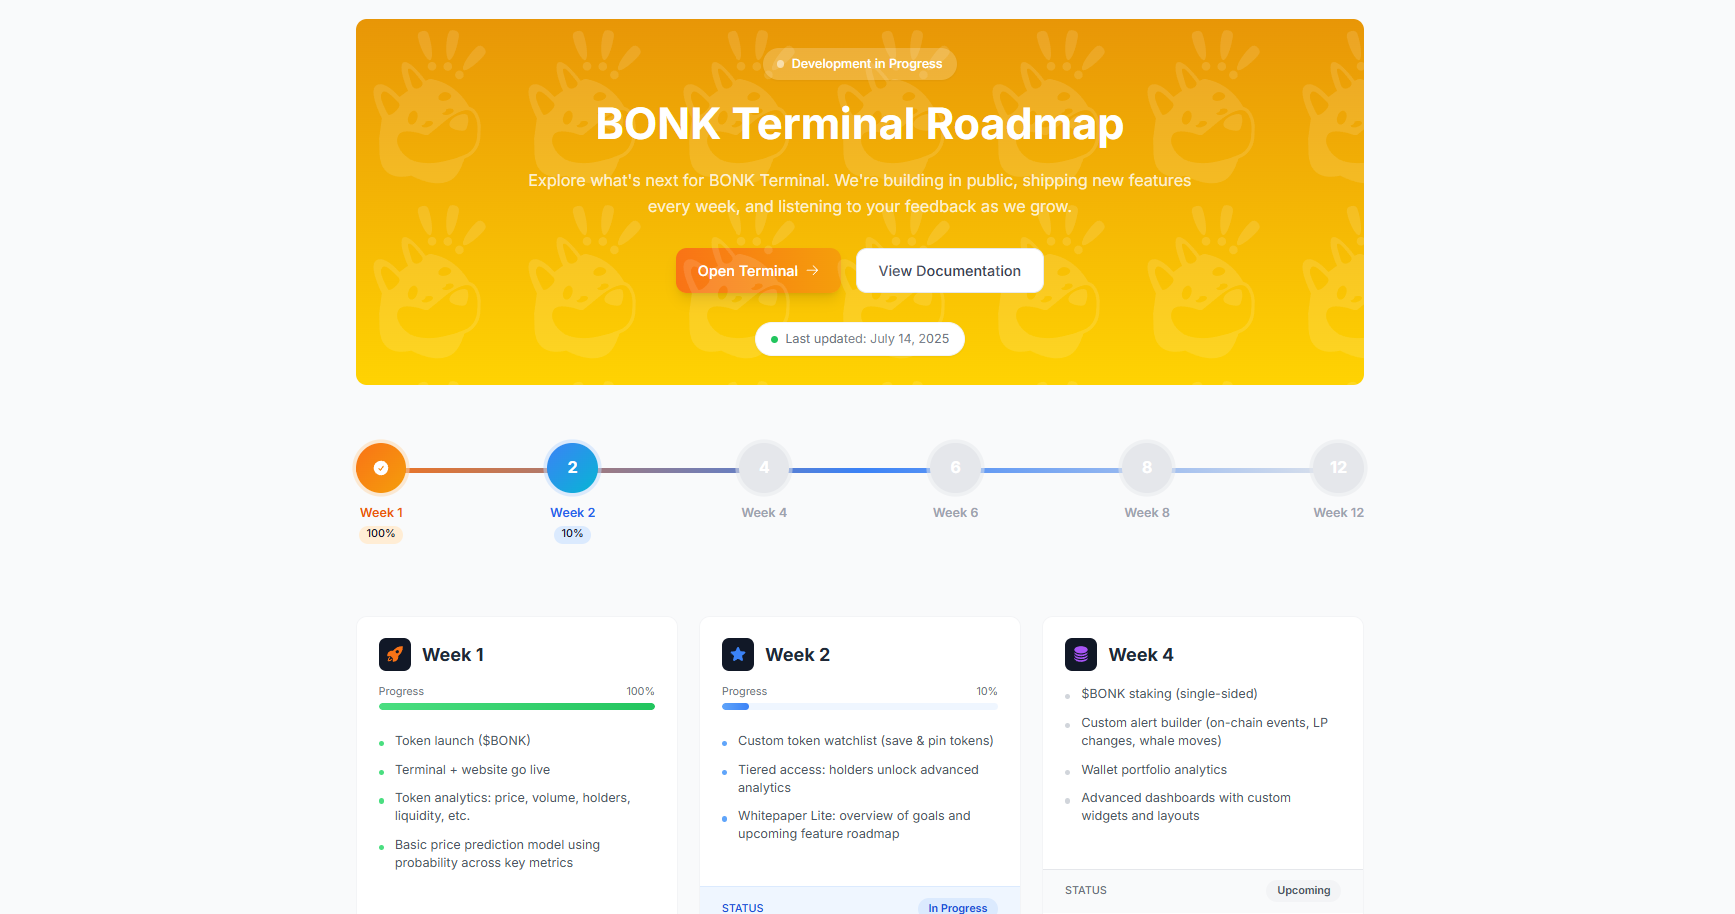 Development in Progress
BONK Terminal Roadmap
Explore what's next for BONK Terminal. We're building in public, shipping new features
every week, and listening to your feedback as we grow.
Open Terminal →
View Documentation
Last updated: July 14, 2025
2
4
6
8
12
Week 1
Week 2
Week 4
Week 6
Week 8
Week 12
100%
10%
Week 1
Progress 100%
Token launch ($BONK)
Terminal + website go live
Token analytics: price, volume, holders,
liquidity, etc.
Basic price prediction model using
probability across key metrics
Week 2
Progress 10%
Custom token watchlist (save & pin tokens)
Tiered access: holders unlock advanced
analytics
Whitepaper Lite: overview of goals and
upcoming feature roadmap
STATUS In Progress
Week 4
$BONK staking (single-sided)
Custom alert builder (on-chain events, LP
changes, whale moves)
Wallet portfolio analytics
Advanced dashboards with custom
widgets and layouts
STATUS Upcoming